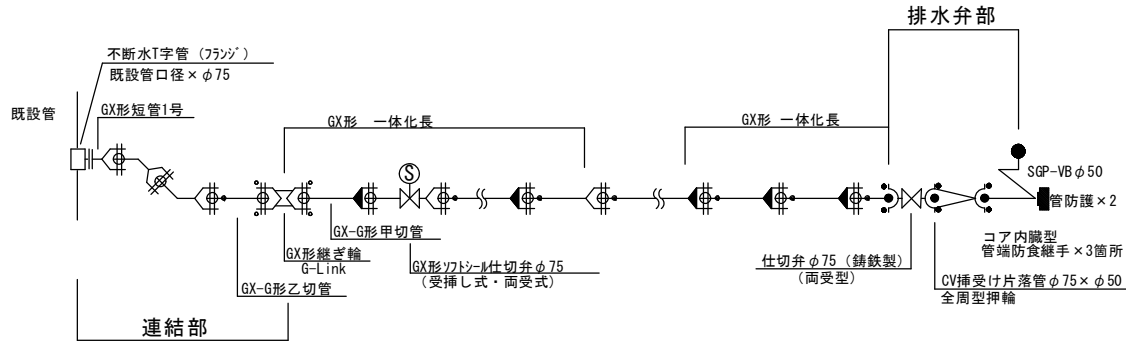 排水弁部
不断水T字管 (フランジ)
既設管口径×φ75
既設管
GX形短管1号
GX形 一体化長
GX形 一体化長
S
SGP-VBφ50
管防護×2
GX-G形甲切管
コア内臓型
管端防食継手×3箇所
GX形継ぎ輪
G-Link
GX形ソフトシール仕切弁φ75
(受挿し式・両受式)
仕切弁φ75 (鋳鉄製)
(両受型)
CV挿受け片落管φ75×φ50
全周型押輪
GX-G形乙切管
連結部